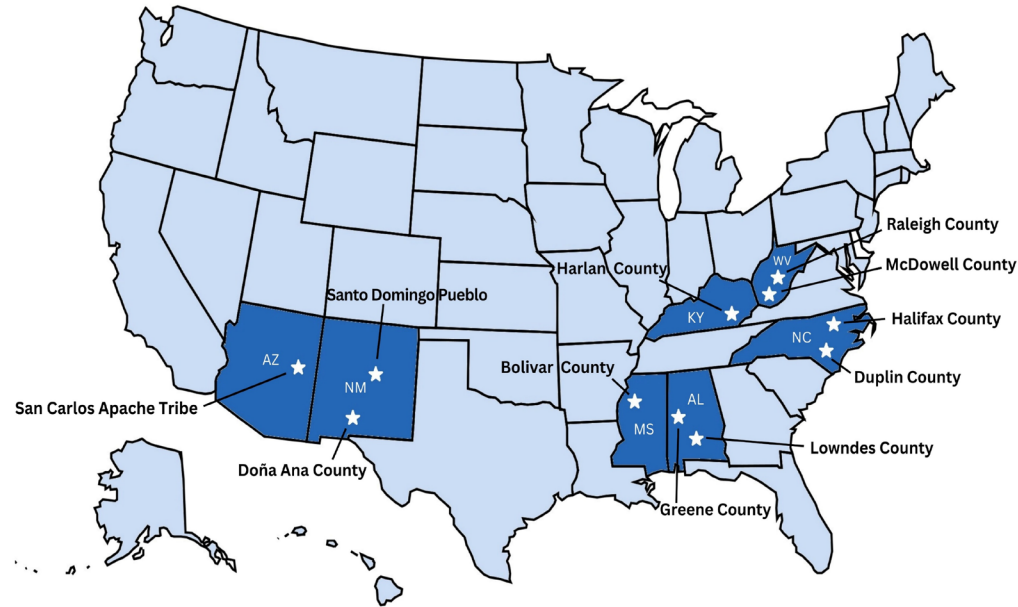 Raleigh County
WV
McDowell County
Harlan County
Santo Domingo Pueblo
KY
Halifax County
NC
AZ
Bolivar County
NM
Duplin County
San Carlos Apache Tribe
AL
MS
Lowndes County
Doña Ana County
Greene County